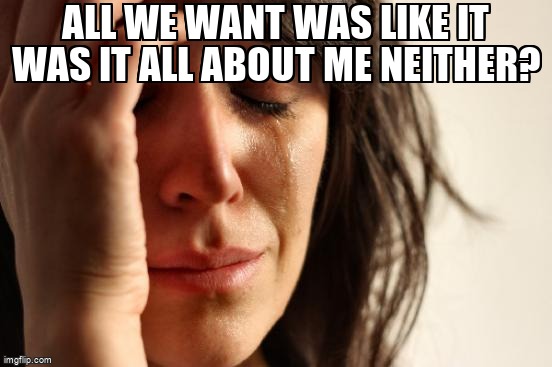 ALL WE WANT WAS LIKE IT
WAS IT ALL ABOUT ME NEITHER?
imgflip.com